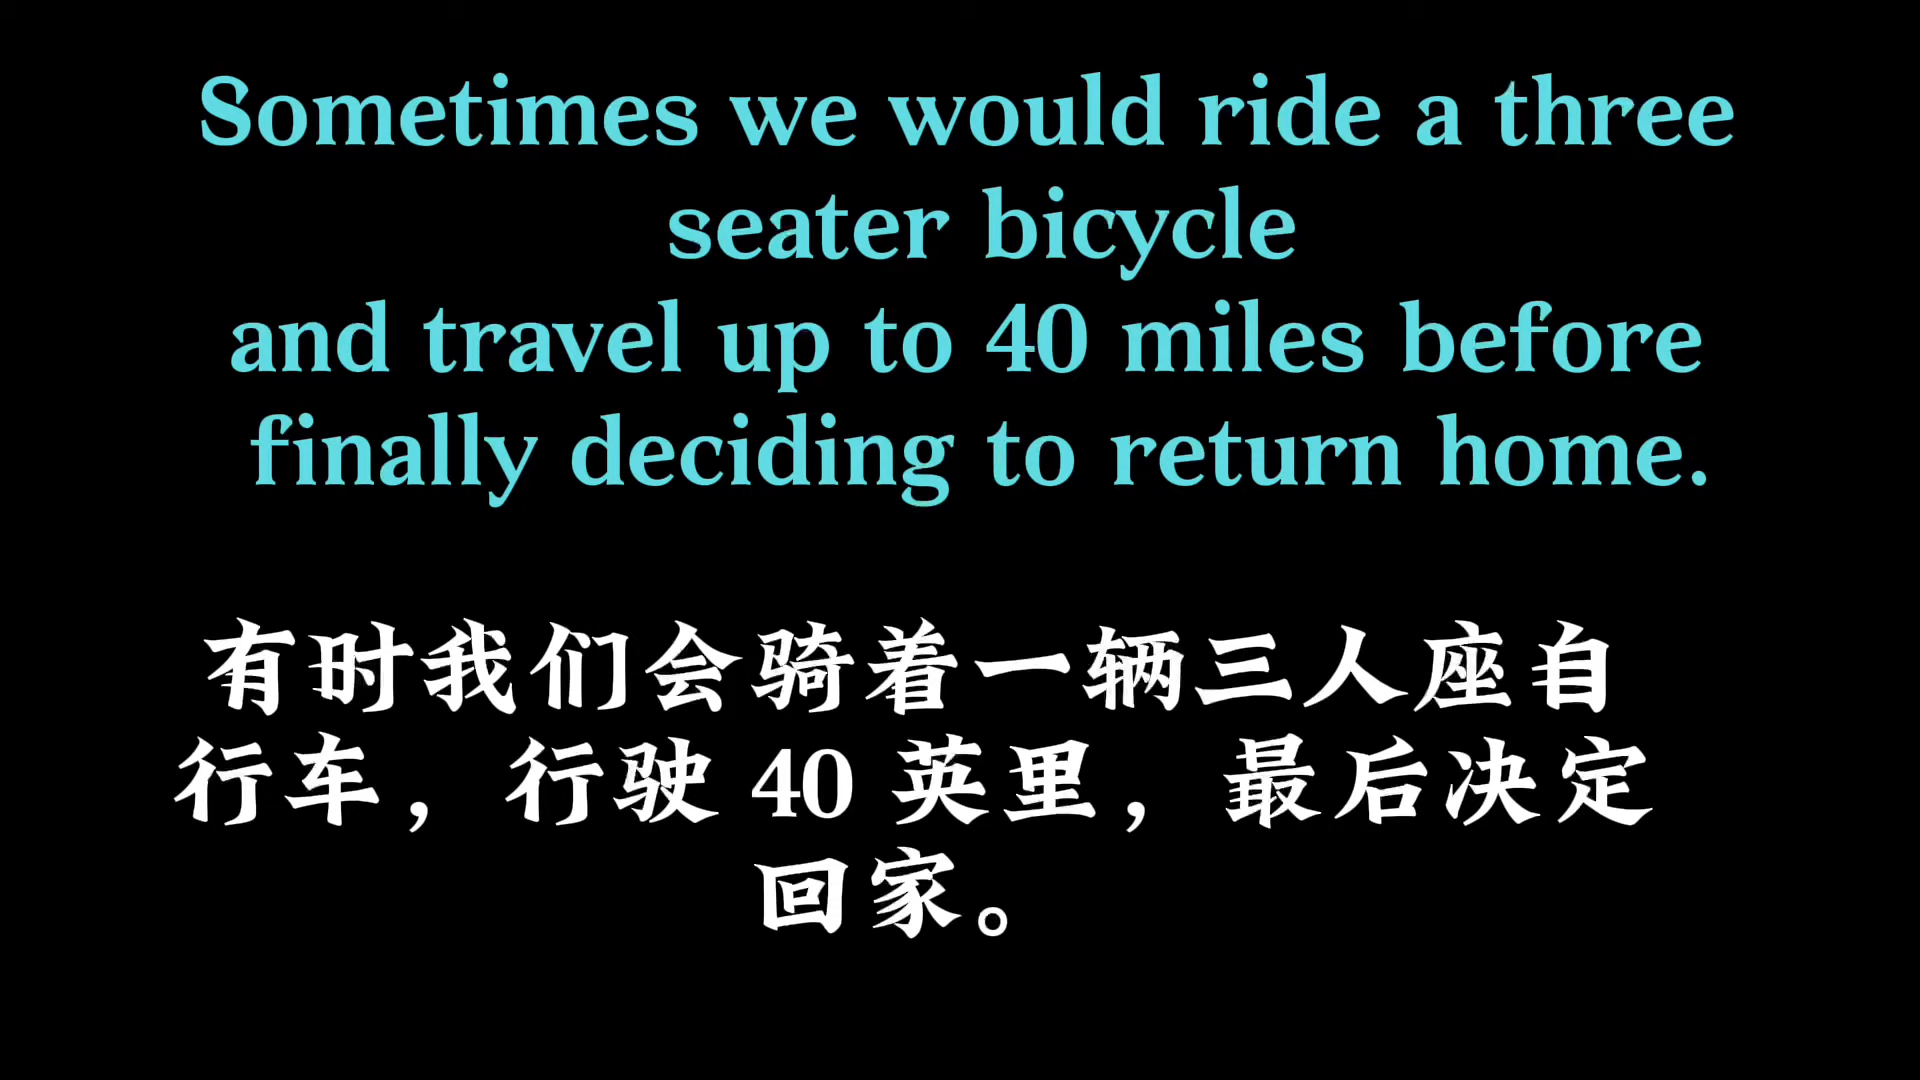 Sometimes we would ride a three
seater bicycle
and travel up to 40 miles before
finally deciding to return home.
有时我们会骑着一辆三人座自
行车，行驶 40 英里，最后决定
回家。